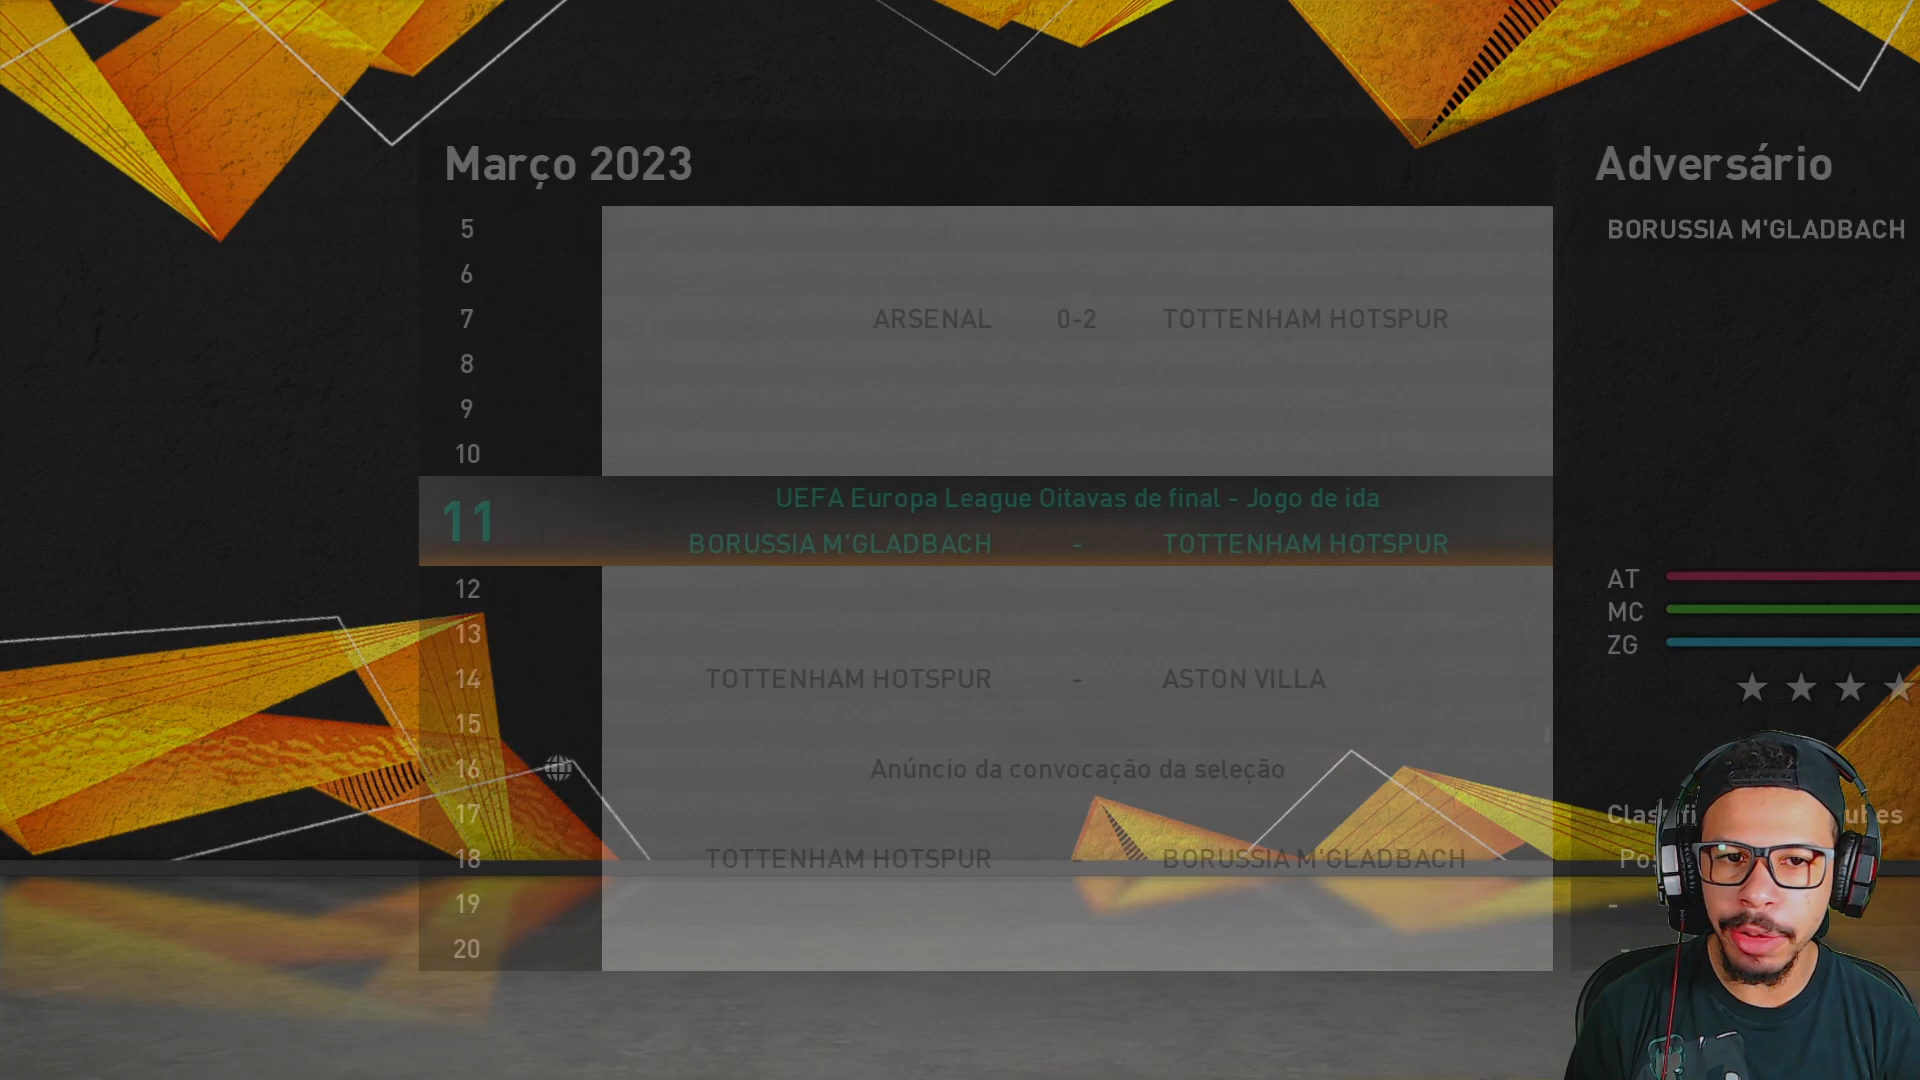 Março 2023
Adversário
5
BORUSSIA M'GLADBACH
6
7 ARSENAL 0-2 TOTTENHAM HOTSPUR
8
9
10
UEFA Europa League Oitavas de final - Jogo de ida
11
BORUSSIA M'GLADBACH - TOTTENHAM HOTSPUR
12
AT
MC
13
ZG
14 TOTTENHAM HOTSPUR - ASTON VILLA
15
16 Anúncio da convocação da seleção
17
18 TOTTENHAM HOTSPUR - BORUSSIA M'GLADBACH
19 -
20 -